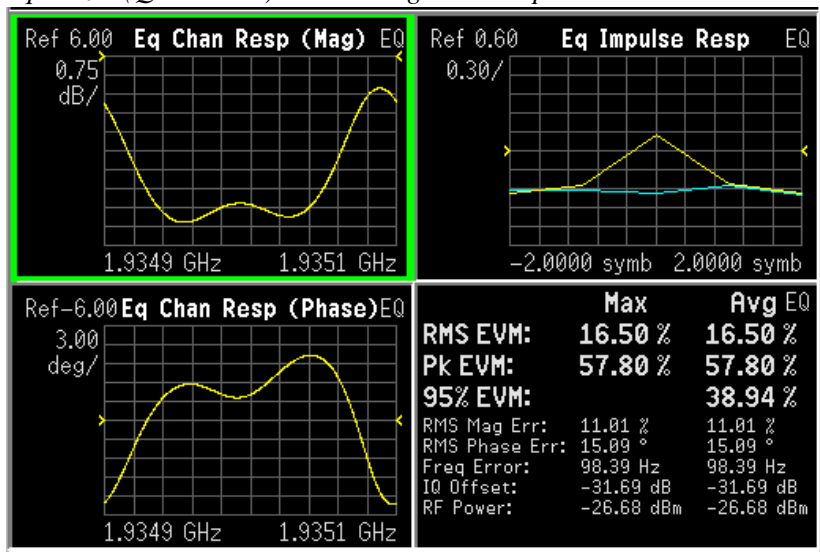 Ref 6.00 Eq Chan Resp (Mag) EQ
0.75
dB/
1.9349 GHz 1.9351 GHz
Ref 0.60 Eq Impulse Resp EQ
0.30/
-2.0000 symb 2.0000 symb
Ref-6.00 Eq Chan Resp (Phase) EQ
3.00
deg/
1.9349 GHz 1.9351 GHz
Max Avg EQ
RMS EVM: 16.50 % 16.50 %
Pk EVM: 57.80 % 57.80 %
95% EVM: 38.94 %
RMS Mag Err: 11.01 % 11.01 %
RMS Phase Err: 15.09 ° 15.09 °
Freq Error: 98.39 Hz 98.39 Hz
IQ Offset: -31.69 dB -31.69 dB
RF Power: -26.68 dBm -26.68 dBm